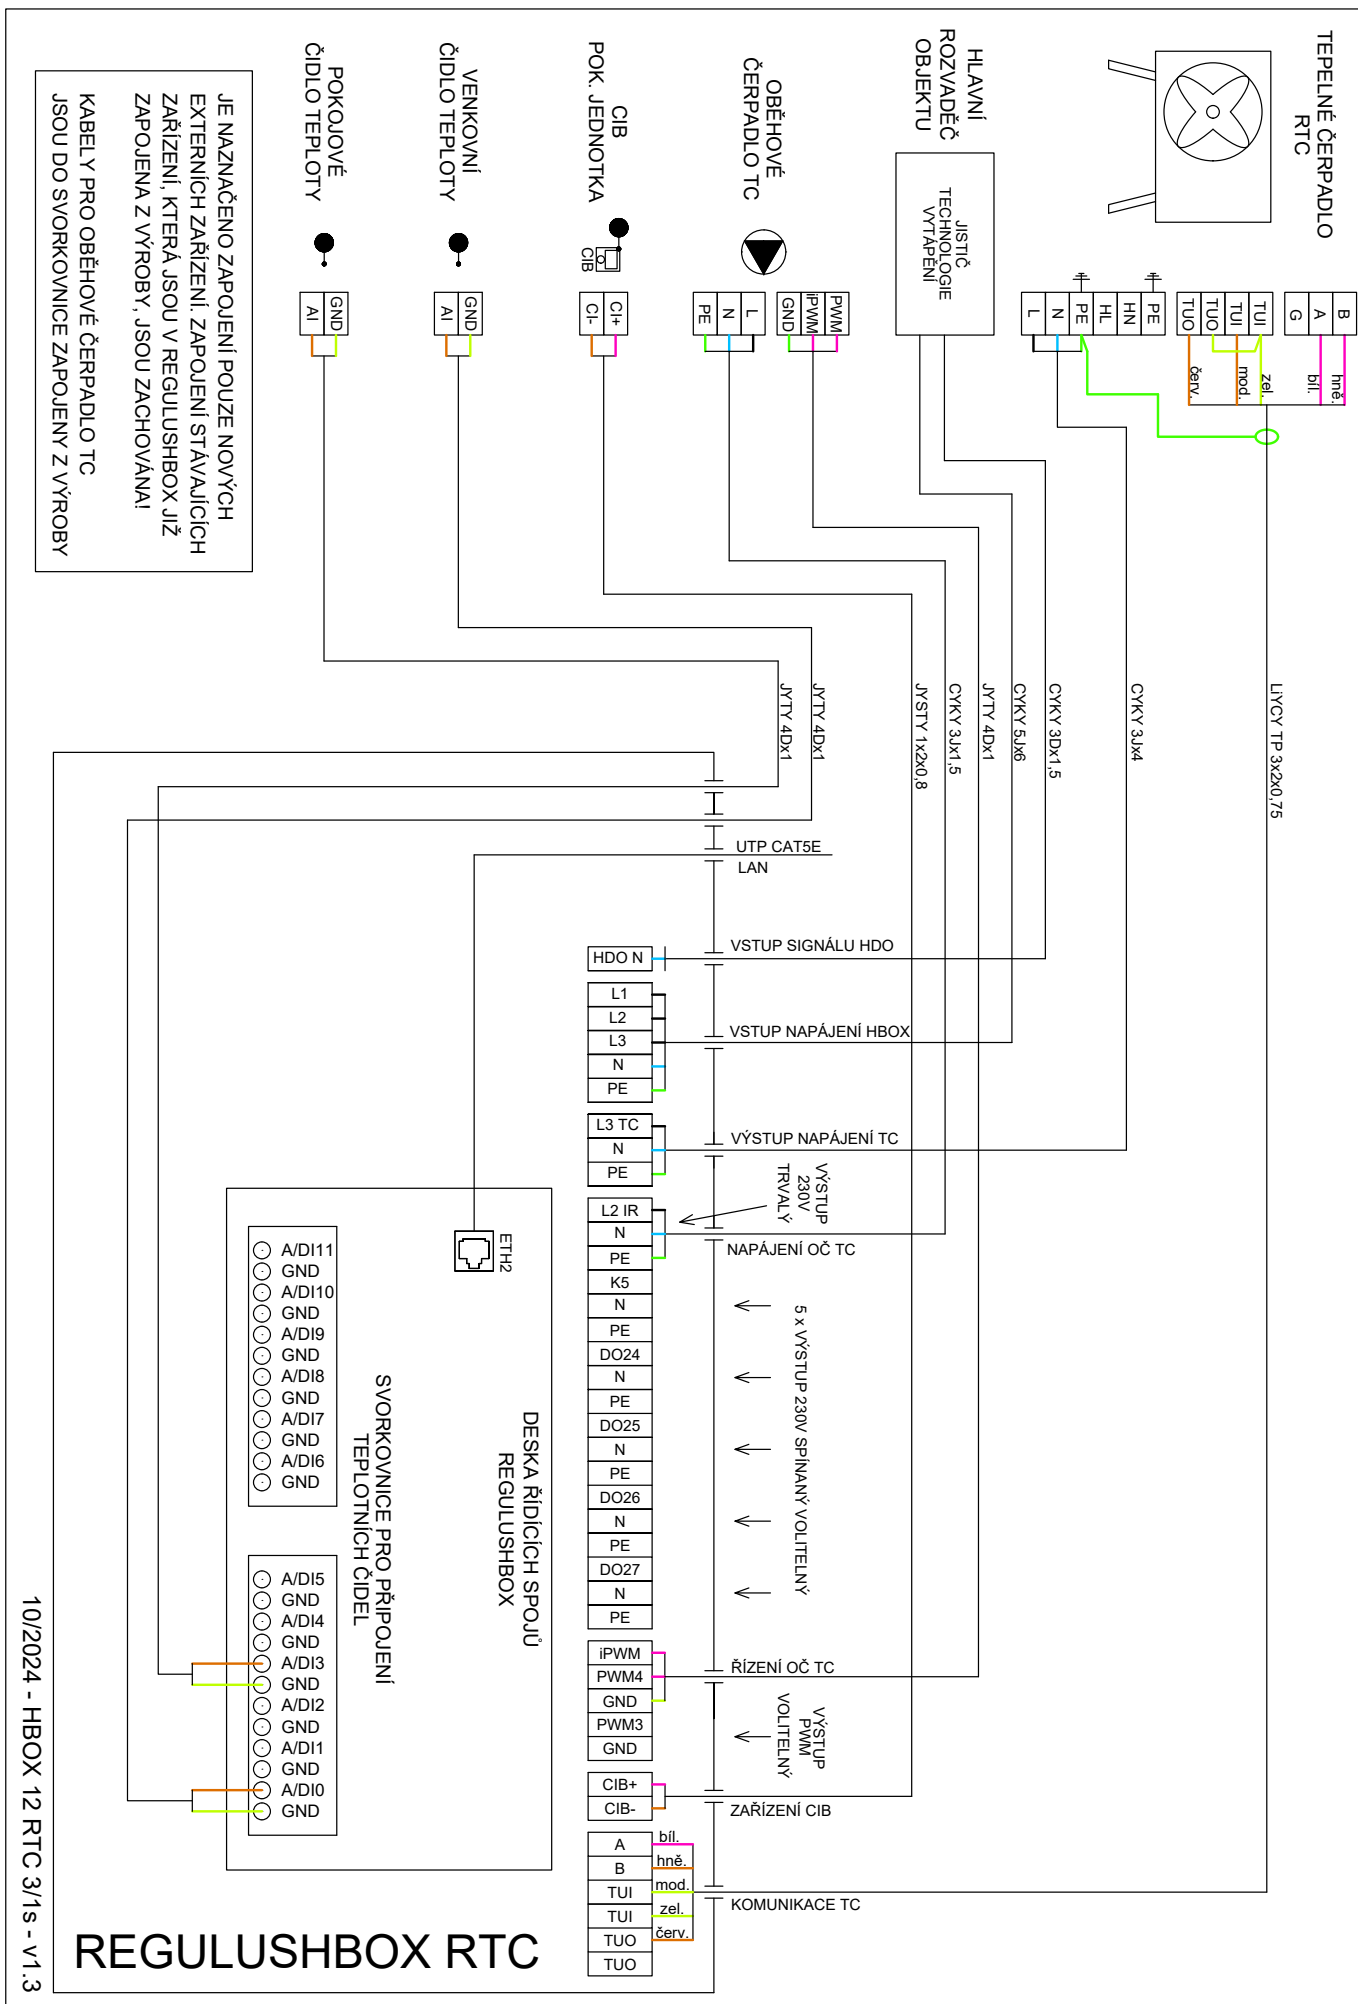 TEPELNÉ ČERPADLO
RTC
B
A
G
TUI
TUI
TUO
TUO
PE
HN
HL
PE
N
L
hně.
bíl.
zel.
mod.
červ.
HLAVNÍ
ROZVADĚČ
OBJEKTU
JISTIČ
TECHNOLOGIE
VYTÁPĚNÍ
OBĚHOVÉ
ČERPADLO TC
PWM
iPWM
GND
L
N
PE
CIB
POK. JEDNOTKA
CIB
CI+
CI-
VENKOVNÍ
ČIDLO TEPLOTY
GND
AI
POKOJOVÉ
ČIDLO TEPLOTY
GND
AI
JE NAZNAČENO ZAPOJENÍ POUZE NOVÝCH
EXTERNÍCH ZAŘÍZENÍ. ZAPOJENÍ STÁVAJÍCÍCH
ZAŘÍZENÍ, KTERÁ JSOU V REGULUSHBOX JIŽ
ZAPOJENA Z VÝROBY, JSOU ZACHOVÁNA!
KABELY PRO OBĚHOVÉ ČERPADLO TC
JSOU DO SVORKOVNICE ZAPOJENY Z VÝROBY
LiYCY TP 3x2x0,75
CYKY 3Jx4
CYKY 3Dx1,5
CYKY 5Jx6
JYTY 4Dx1
CYKY 3Jx1,5
JYSTY 1x2x0,8
JYTY 4Dx1
JYTY 4Dx1
UTP CAT5E
LAN
VSTUP SIGNÁLU HDO
HDO N
VSTUP NAPÁJENÍ HBOX
L1
L2
L3
N
PE
VÝSTUP NAPÁJENÍ TC
L3 TC
N
PE
VÝSTUP
230V
TRVALÝ
NAPÁJENÍ OČ TC
L2 IR
N
PE
K5
N
PE
DO24
N
PE
DO25
N
PE
DO26
N
PE
DO27
N
PE
5 x VÝSTUP 230V SPÍNANÝ VOLITELNÝ
ŘÍZENÍ OČ TC
iPWM
PWM4
GND
PWM3
GND
VÝSTUP
PWM
VOLITELNÝ
CIB+
CIB-
ZAŘÍZENÍ CIB
A
B
TUI
TUI
TUO
TUO
bíl.
hně.
mod.
zel.
červ.
KOMUNIKACE TC
ETH2
DESKA ŘÍDÍCÍCH SPOJŮ
REGULUSHBOX
SVORKOVNICE PRO PŘIPOJENÍ
TEPLOTNÍCH ČIDEL
A/DI11
GND
A/DI10
GND
A/DI9
GND
A/DI8
GND
A/DI7
GND
A/DI6
GND
A/DI5
GND
A/DI4
GND
A/DI3
GND
A/DI2
GND
A/DI1
GND
A/DI0
GND
REGULUSHBOX RTC
10/2024 - HBOX 12 RTC 3/1s - v1.3